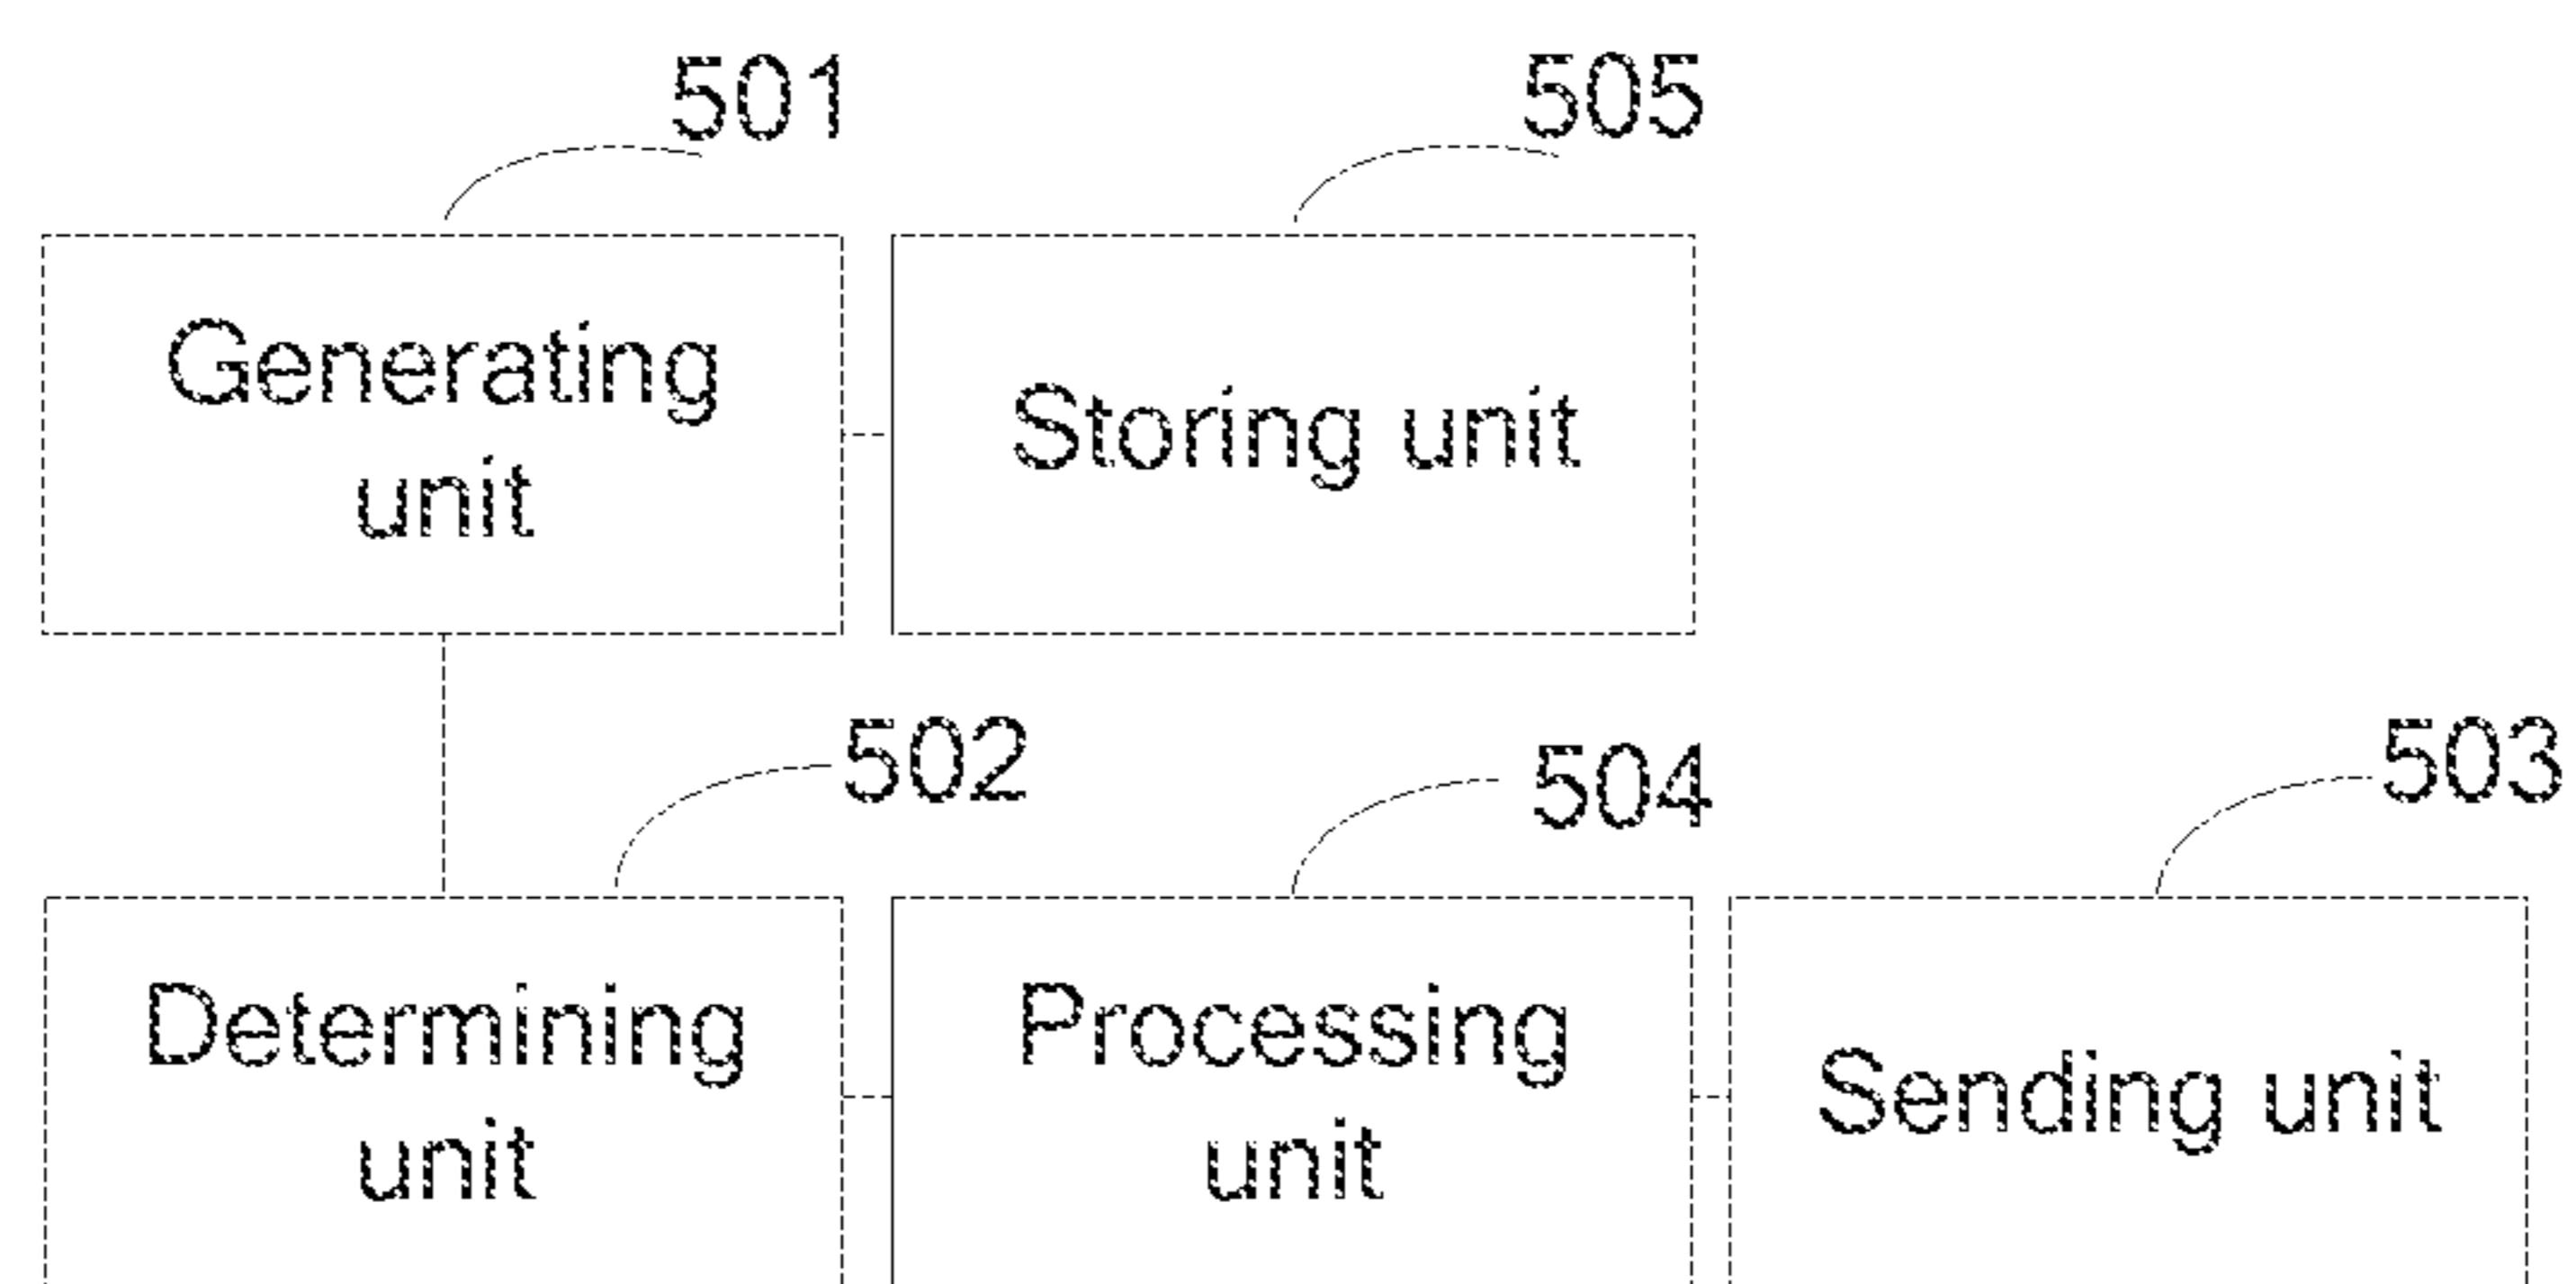 501
505
Generating
unit
Storing unit
502
504
503
Determining
unit
Processing
unit
Sending unit